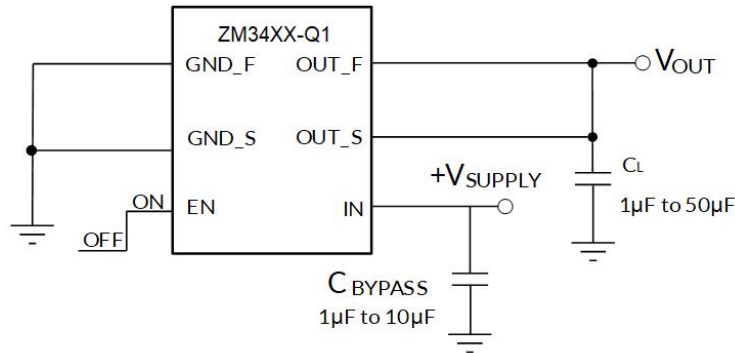 ZM34XX-Q1
GND_F OUT_F
VOUT
GND_S OUT_S
+VSUPPLY
CL
1µF to 50µF
ON EN IN
OFF
C BYPASS
1µF to 10µF